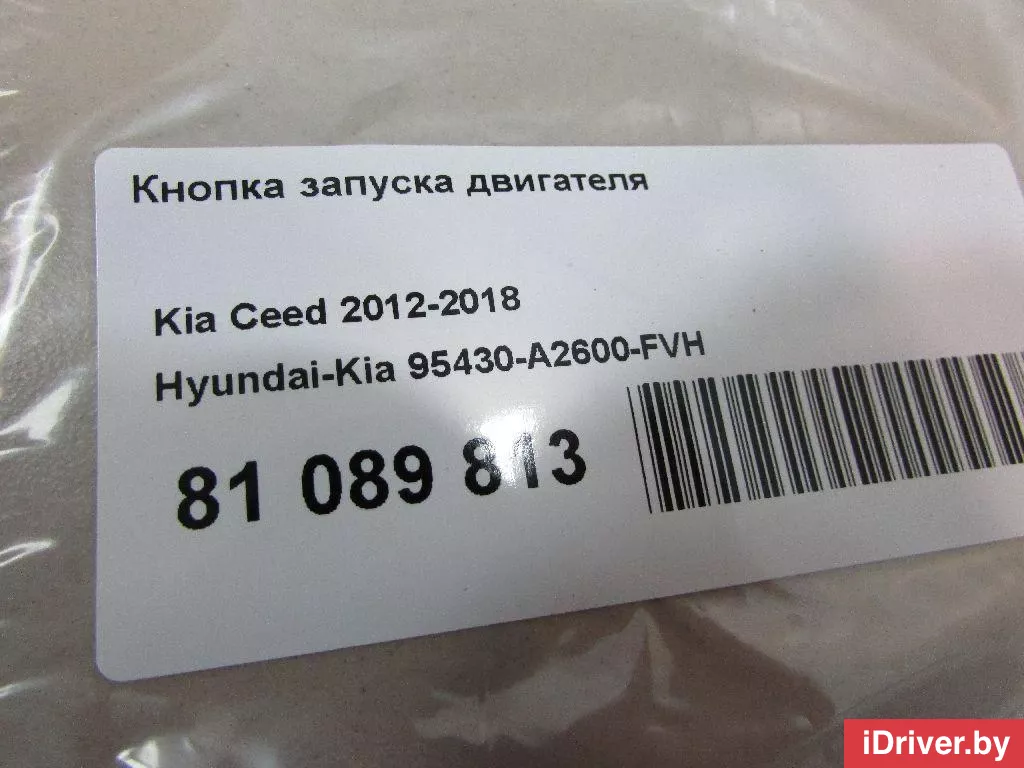 Кнопка запуска двигателя
Kia Ceed 2012-2018
Hyundai-Kia 95430-A2600-FVH
81 089 813
iDriver.by